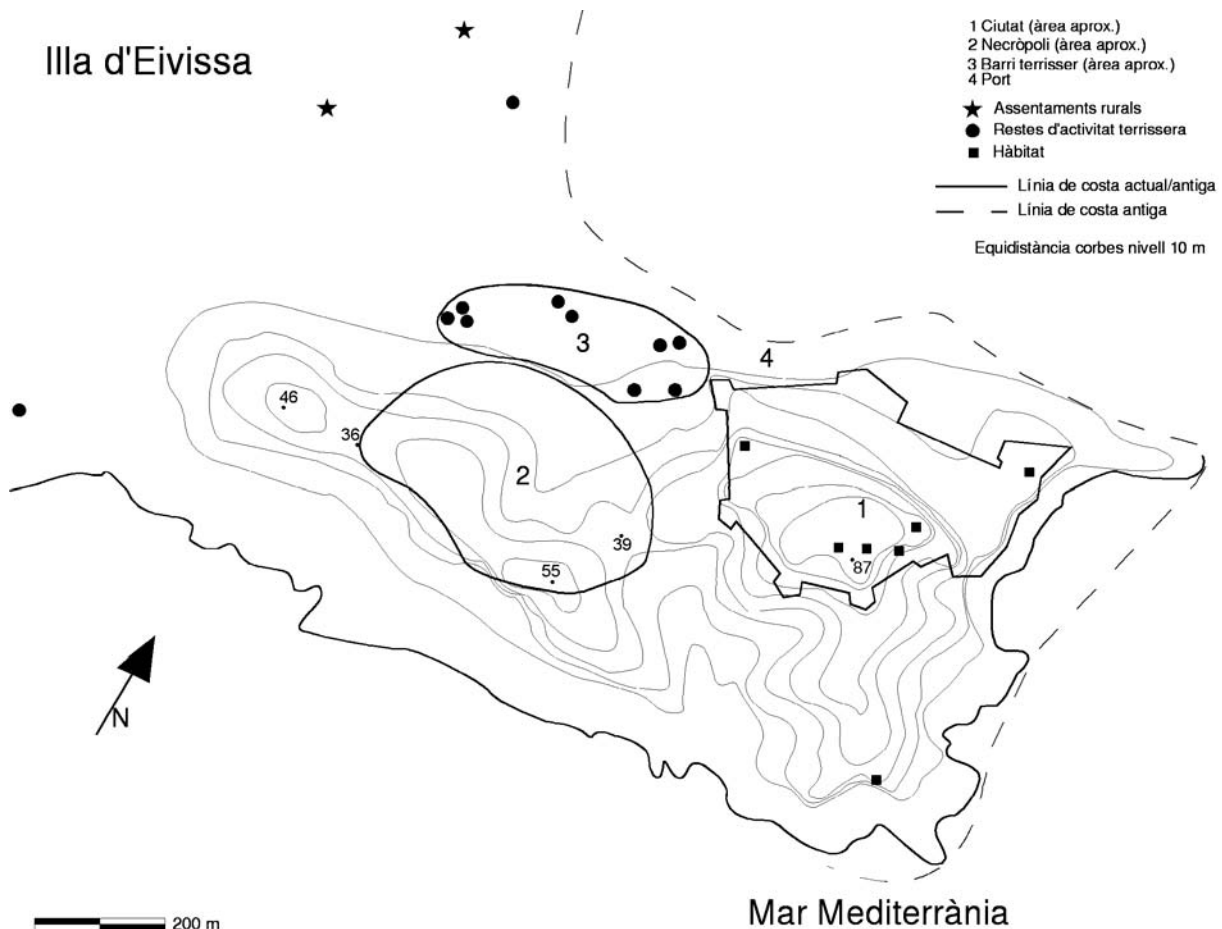 Illa d'Eivissa
1 Ciutat (àrea aprox.)
2 Necròpoli (àrea aprox.)
3 Barri terrisser (àrea aprox.)
4 Port
Assentaments rurals
Restes d'activitat terrissera
Hàbitat
Línia de costa actual/antiga
Línia de costa antiga
Equidistància corbes nivell 10 m
3
4
46
36
2
1
39
55
87
N
200 m
Mar Mediterrània